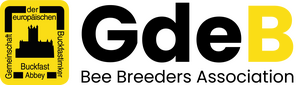 Gemeinschaft
der
europäischen
Buckfastimker
Buckfast
Abbey
GdeB
Bee Breeders Association